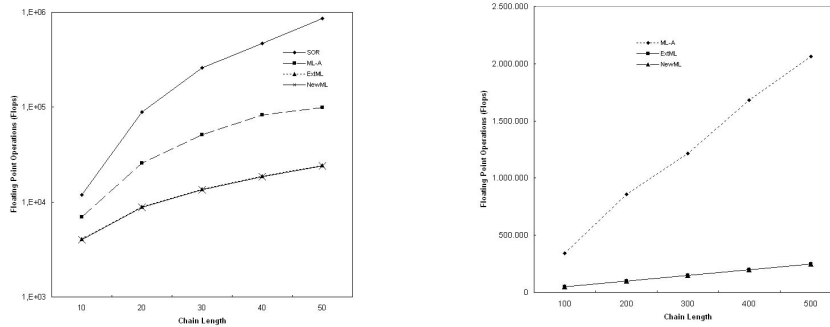 1,E+06
1,E+05
1,E+04
1,E+03
Floating Point Operations (Flops)
SOR
ML-A
ExtML
NewML
10 20 30 40 50
Chain Length
2.500.000
2.000.000
1.500.000
1.000.000
500.000
0
Floating Point Operations (Flops)
ML-A
ExtML
NewML
100 200 300 400 500
Chain Length